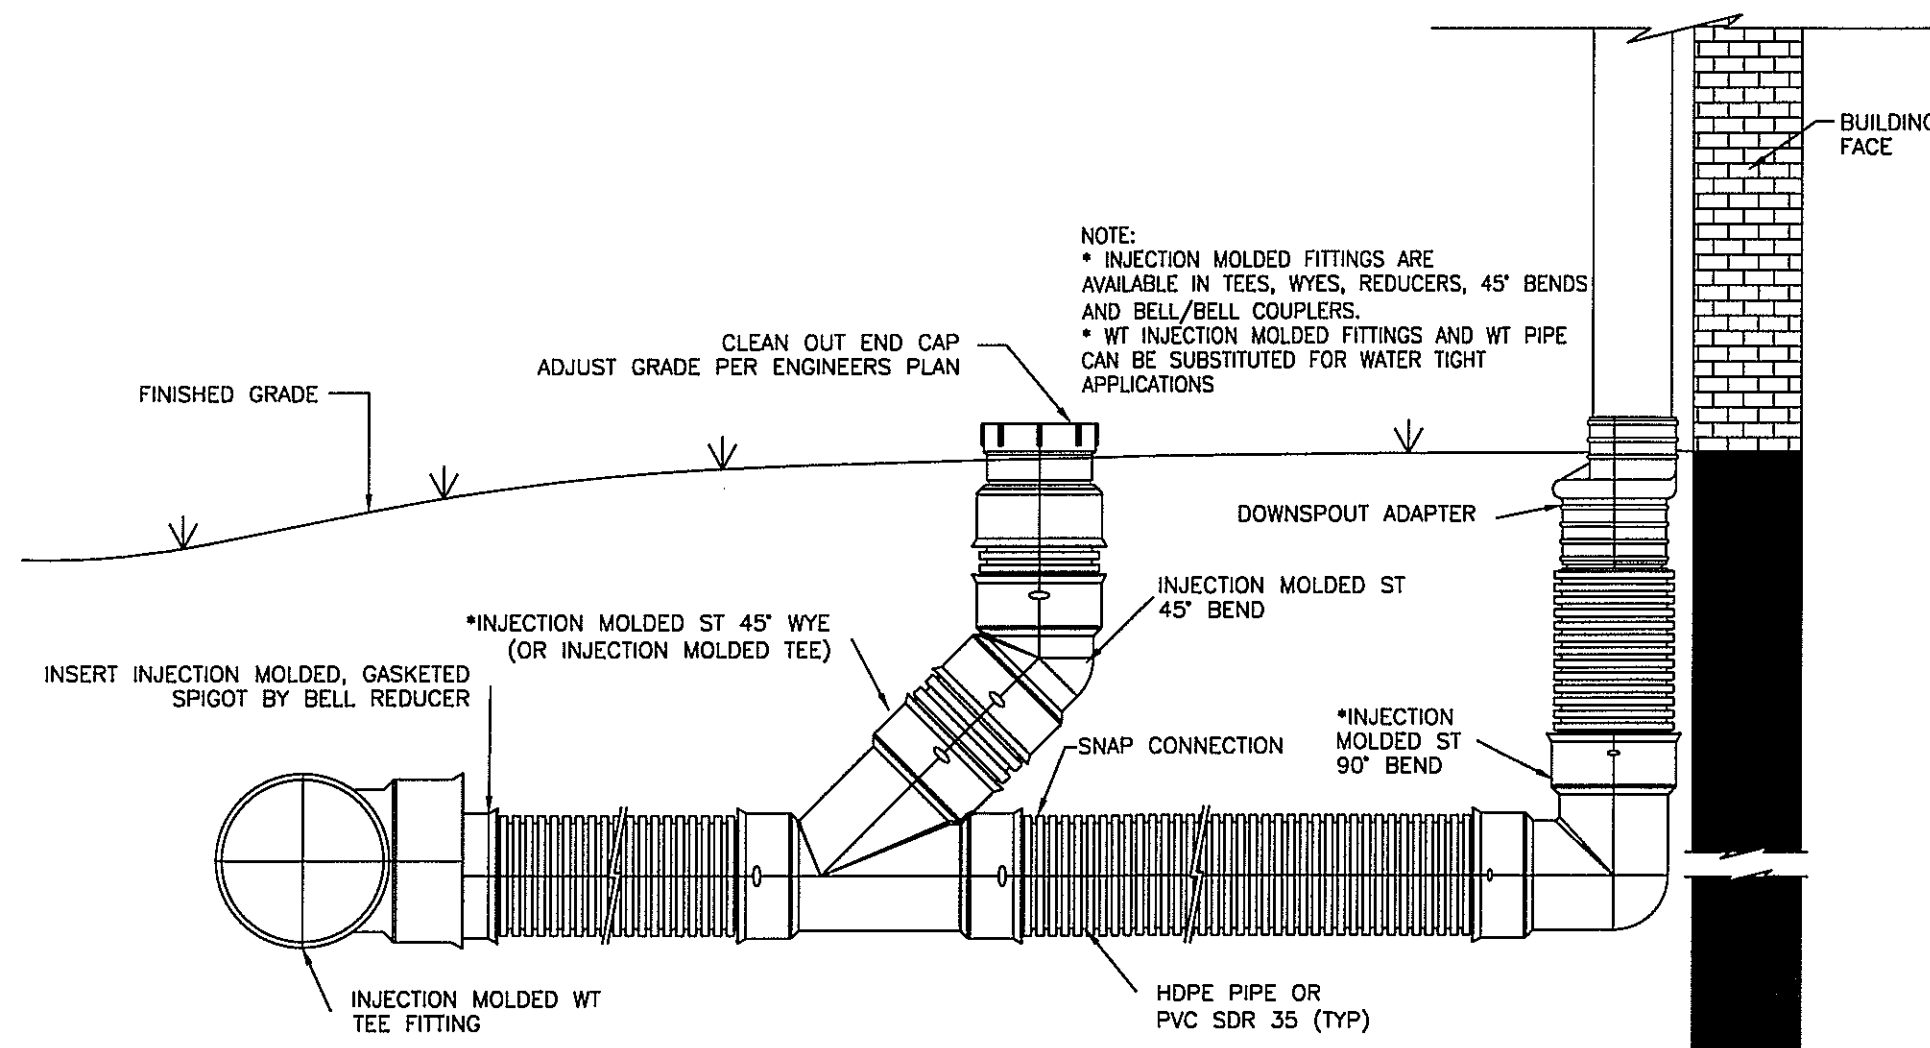 BUILDING
FACE
NOTE:
* INJECTION MOLDED FITTINGS ARE
AVAILABLE IN TEES, WYES, REDUCERS, 45° BENDS
AND BELL/BELL COUPLERS.
* WT INJECTION MOLDED FITTINGS AND WT PIPE
CAN BE SUBSTITUTED FOR WATER TIGHT
APPLICATIONS
CLEAN OUT END CAP
ADJUST GRADE PER ENGINEERS PLAN
FINISHED GRADE
DOWNSPOUT ADAPTER
INJECTION MOLDED ST
45° BEND
*INJECTION MOLDED ST 45° WYE
(OR INJECTION MOLDED TEE)
INSERT INJECTION MOLDED, GASKETED
SPIGOT BY BELL REDUCER
*INJECTION
MOLDED ST
90° BEND
SNAP CONNECTION
INJECTION MOLDED WT
TEE FITTING
HDPE PIPE OR
PVC SDR 35 (TYP)